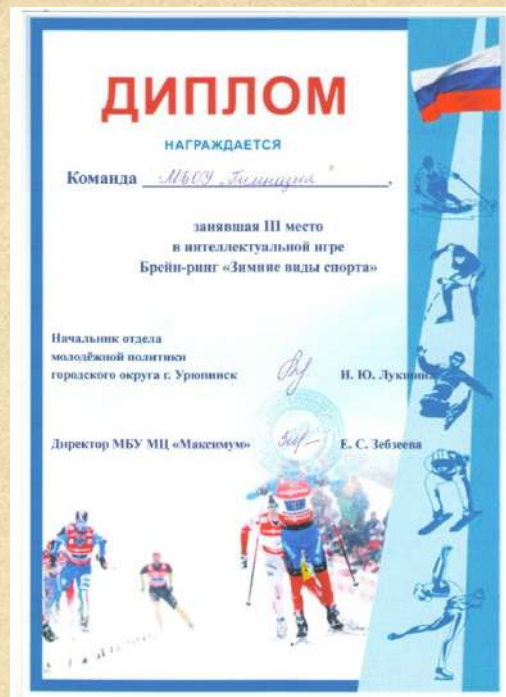 ДИПЛОМ
НАГРАЖДАЕТСЯ
Команда МБОУ "Гимназия",
занявшая III место
в интеллектуальной игре
Брейн-ринг «Зимние виды спорта»
Начальник отдела
молодёжной политики
городского округа г. Урюпинск
И. Ю. Лукшина
Директор МБУ МЦ «Максимум»
Е. С. Зебзеева